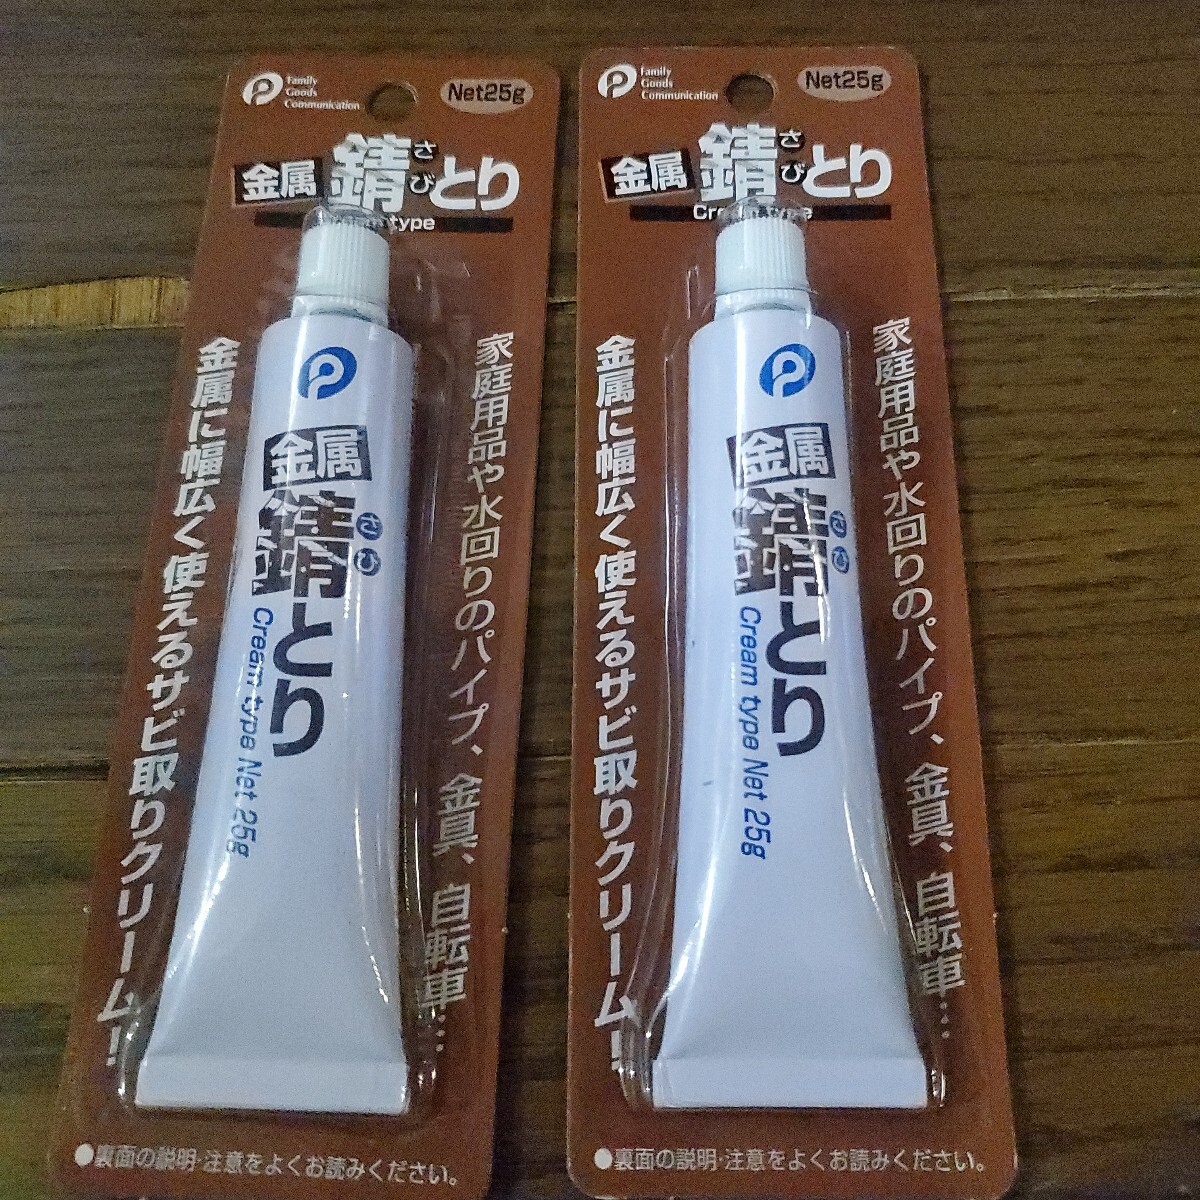 Family
Goods
Communication
Net25g
金属 錆とり
さび
type
金属に幅広く使えるサビ取りクリーム!!
家庭用品や水回りのパイプ、金具、自転車…
金属
錆とり
さび
Cream type Net 25g
●裏面の説明・注意をよくお読みください。
Family
Goods
Communication
Net25g
金属 錆とり
さび
Cream type
金属に幅広く使えるサビ取りクリーム!!
家庭用品や水回りのパイプ、金具、自転車…
金属
錆とり
さび
Cream type Net 25g
●裏面の説明・注意をよくお読みください。